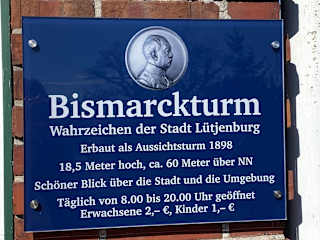 Bismarckturm
Wahrzeichen der Stadt Lütjenburg
Erbaut als Aussichtsturm 1898
18,5 Meter hoch, ca. 60 Meter über NN
Schöner Blick über die Stadt und die Umgebung
Täglich von 8.00 bis 20.00 Uhr geöffnet
Erwachsene 2,– €, Kinder 1,– €